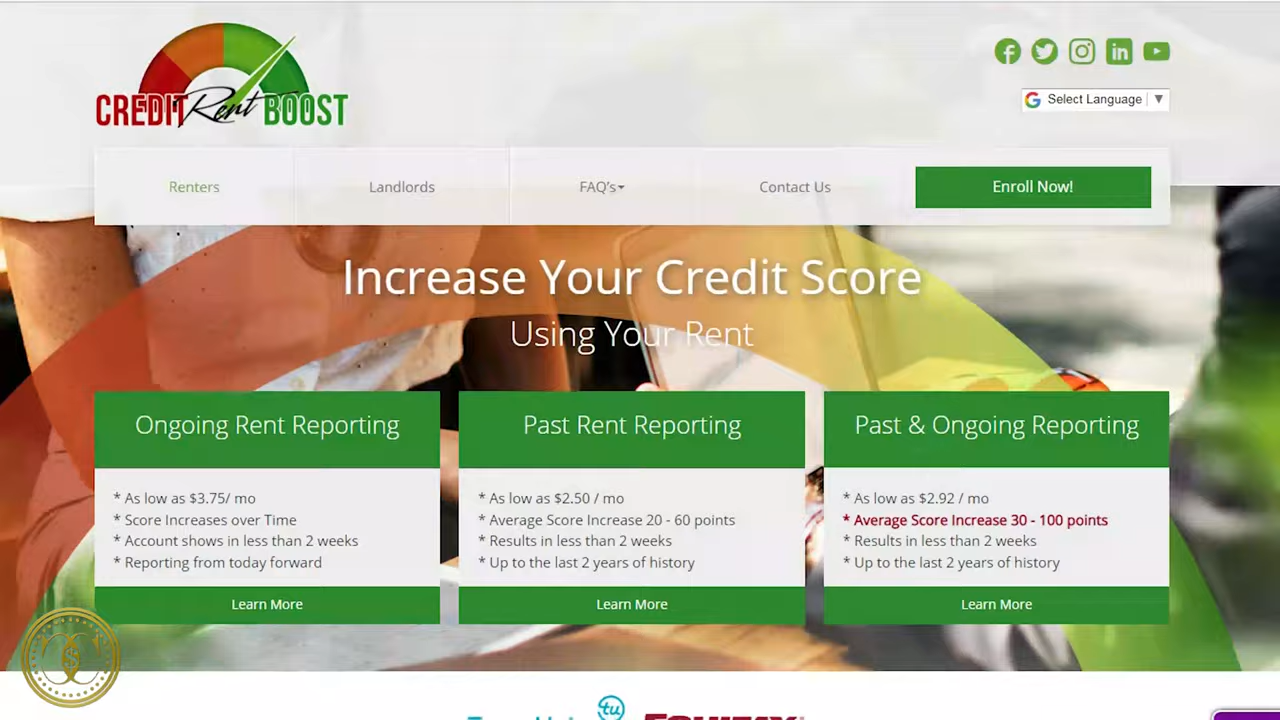 CREDIT Rent BOOST
Select Language ▼
Renters
Landlords
FAQ's
Contact Us
Enroll Now!
Increase Your Credit Score
Using Your Rent
Ongoing Rent Reporting
* As low as $3.75/ mo
* Score Increases over Time
* Account shows in less than 2 weeks
* Reporting from today forward
Learn More
Past Rent Reporting
* As low as $2.50 / mo
* Average Score Increase 20 - 60 points
* Results in less than 2 weeks
* Up to the last 2 years of history
Learn More
Past & Ongoing Reporting
* As low as $2.92 / mo
* Average Score Increase 30 - 100 points
* Results in less than 2 weeks
* Up to the last 2 years of history
Learn More
tu
EQUIFAX